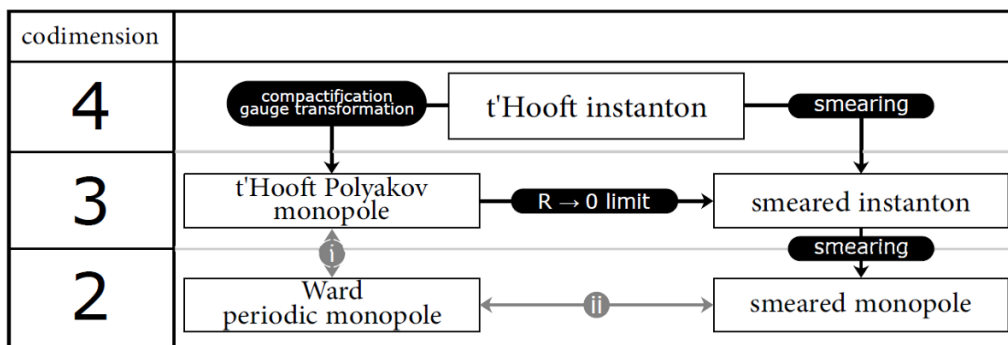 codimension
4
compactification
gauge transformation
t'Hooft instanton
smearing
3
t'Hooft Polyakov
monopole
R → 0 limit
smeared instanton
i
smearing
2
Ward
periodic monopole
ii
smeared monopole